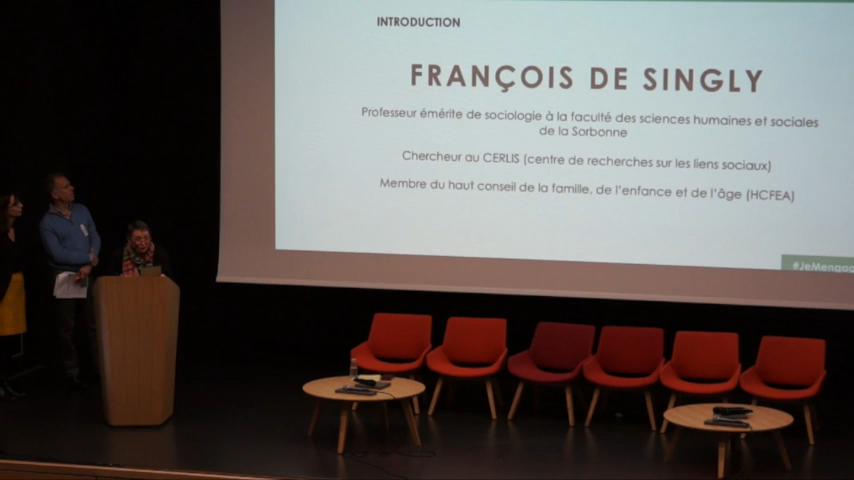 INTRODUCTION
FRANÇOIS DE SINGLY
Professeur émérite de sociologie à la faculté des sciences humaines et sociales
de la Sorbonne
Chercheur au CERLIS (centre de recherches sur les liens sociaux)
Membre du haut conseil de la famille, de l'enfance et de l'âge (HCFEA)